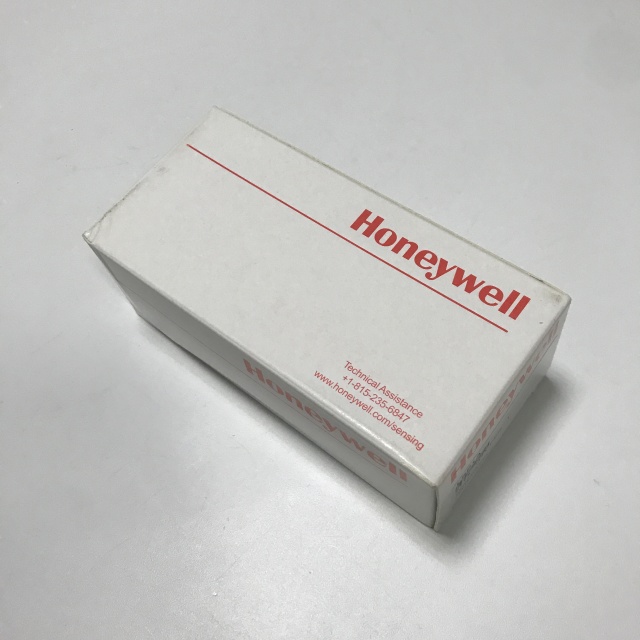 Honeywell
Technical Assistance
+1-815-235-6847
www.honeywell.com/sensing
Honeywell
Honeywell